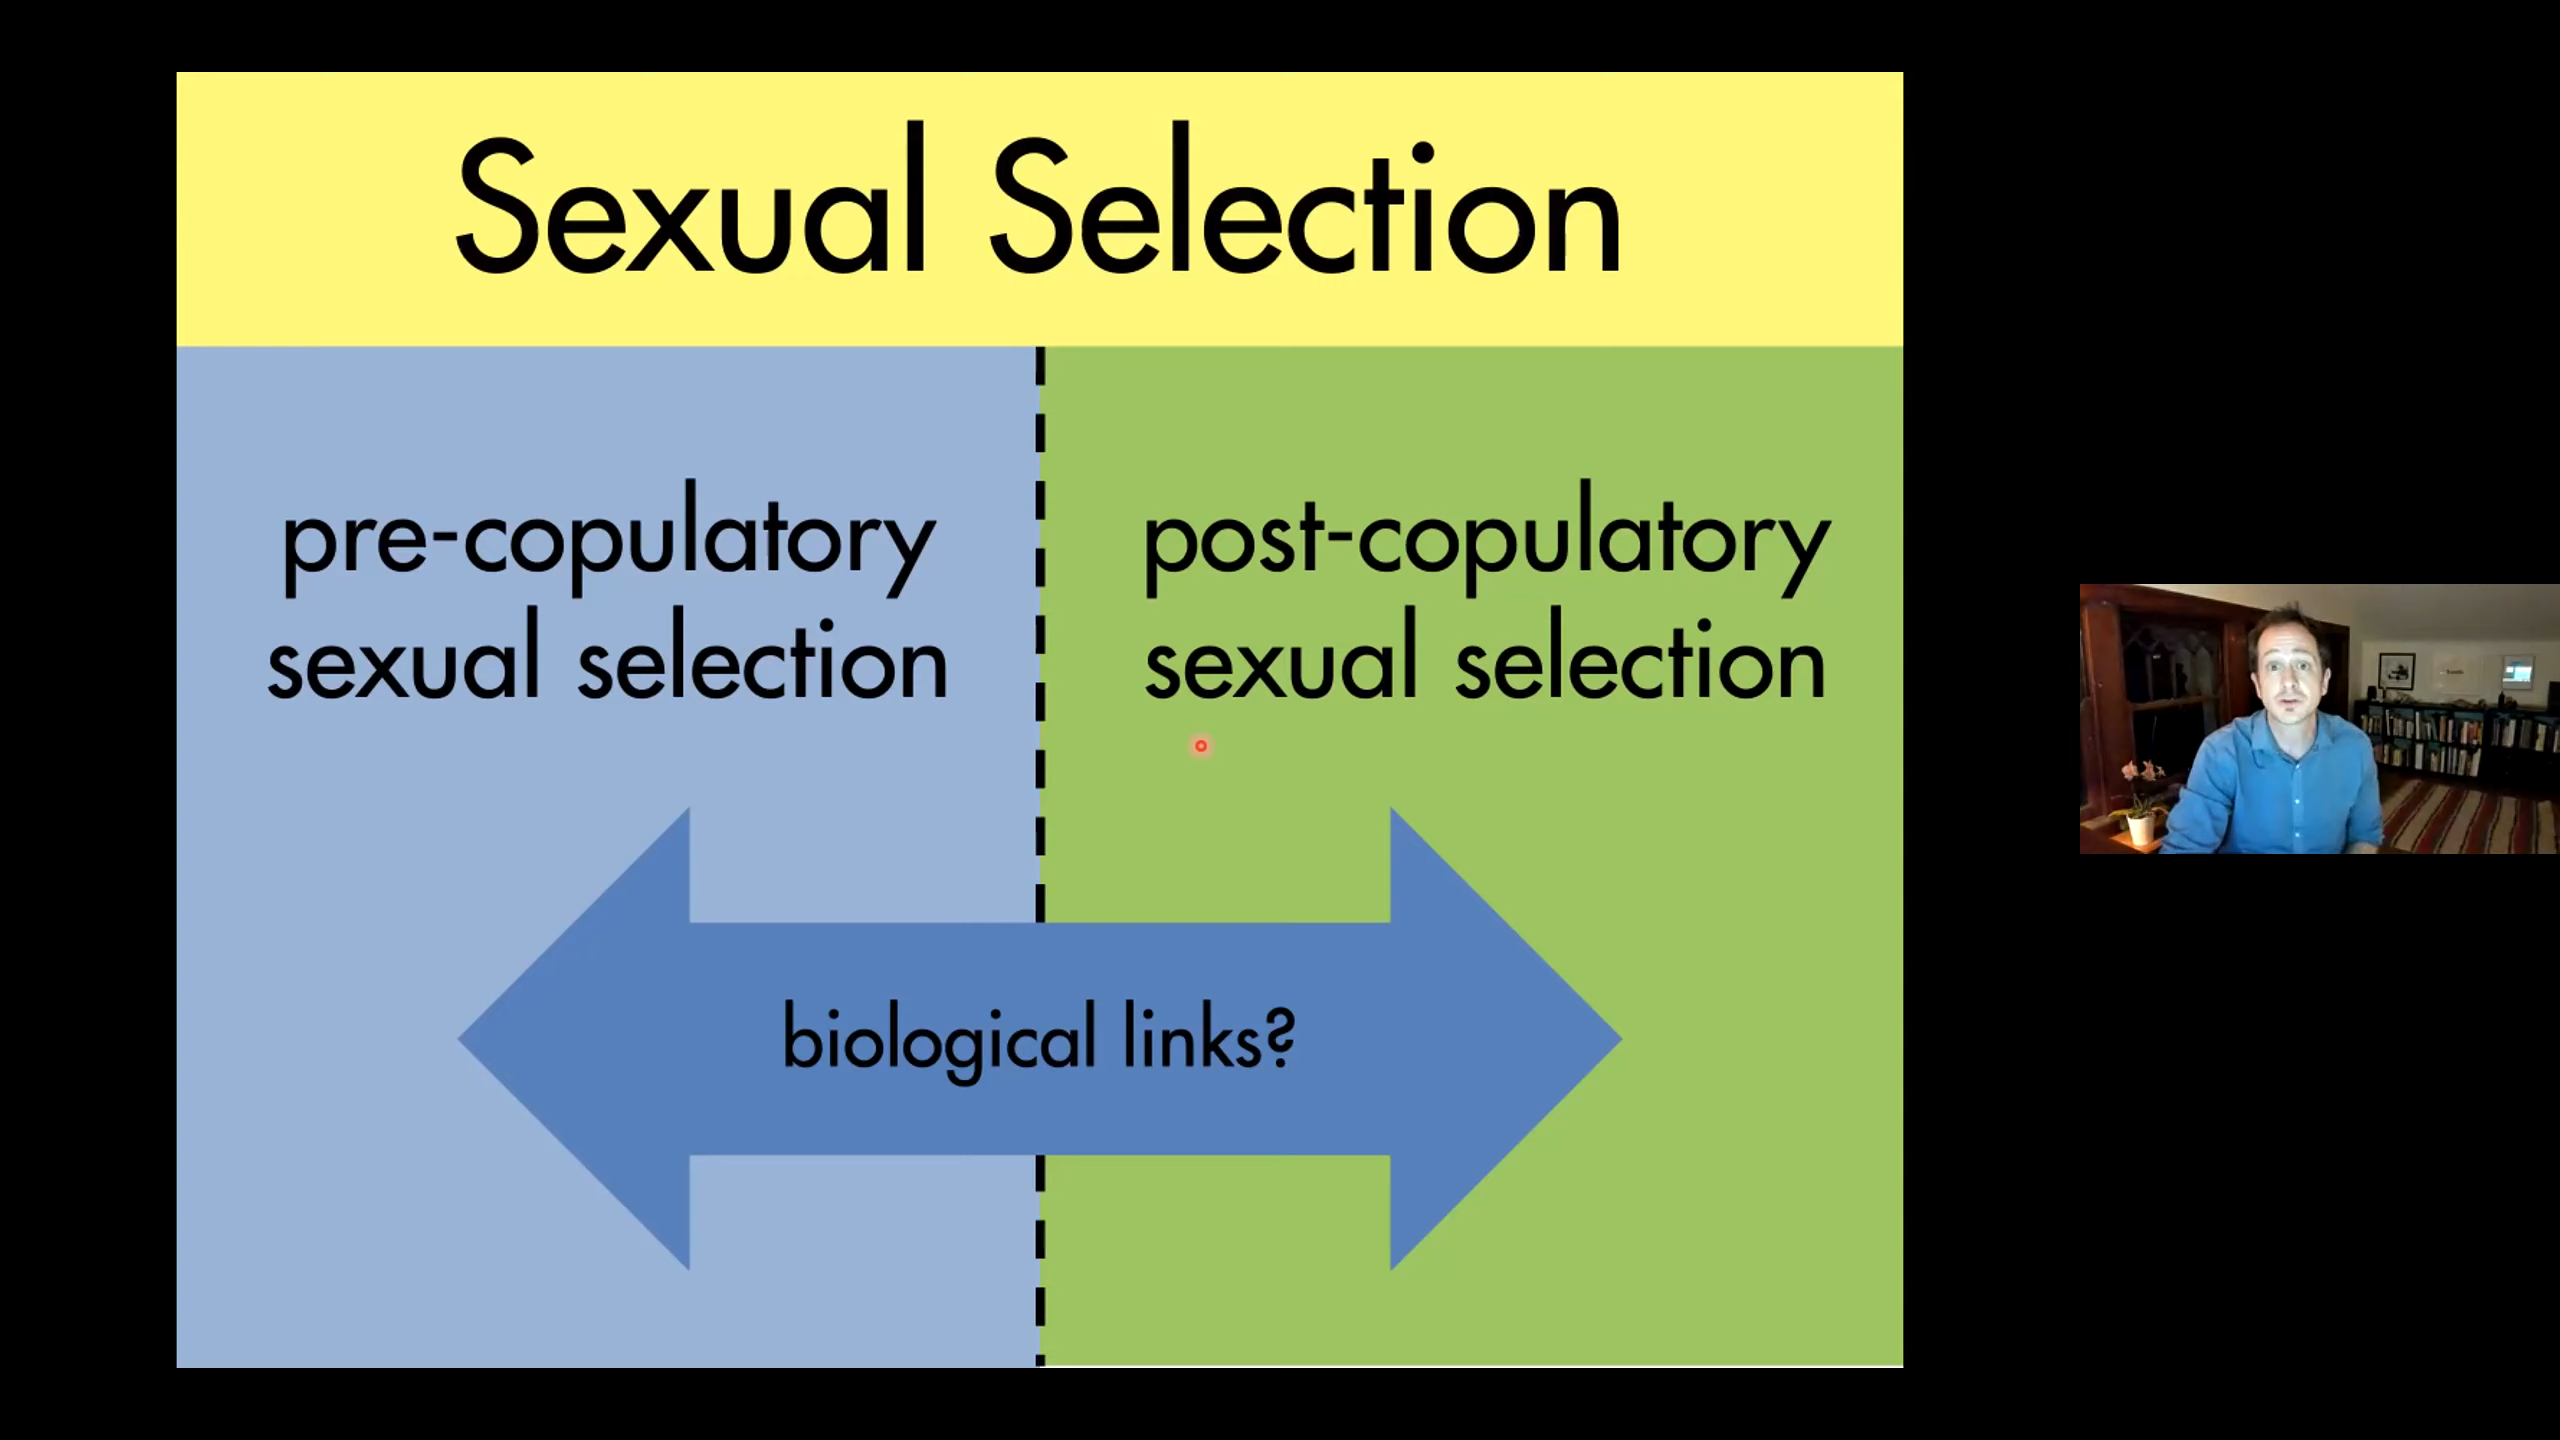 Sexual Selection
pre-copulatory
sexual selection
post-copulatory
sexual selection
biological links?